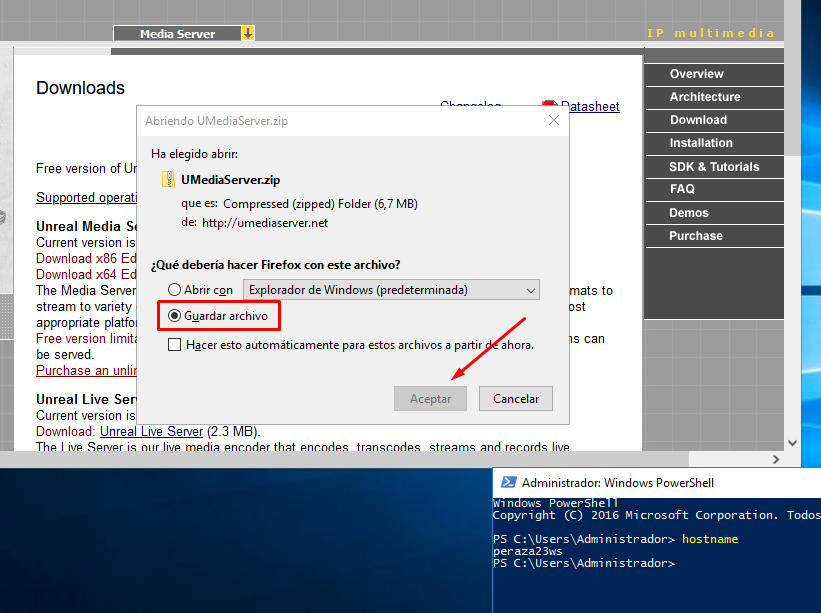 Media Server
IP multimedia
Downloads
Changelog
Datasheet
Overview
Architecture
Download
Installation
SDK & Tutorials
FAQ
Demos
Purchase
Abriendo UMediaServer.zip
Ha elegido abrir:
UMediaServer.zip
que es: Compressed (zipped) Folder (6,7 MB)
de: http://umediaserver.net
¿Qué debería hacer Firefox con este archivo?
Abrir con Explorador de Windows (predeterminada)
Guardar archivo
Hacer esto automáticamente para estos archivos a partir de ahora.
Aceptar Cancelar
Free version of Un
Supported operati
Unreal Media Se
Current version is
Download x86 Ed
Download x64 Ed
The Media Server mats to
stream to variety ost
appropriate platfo
Free version limita ns can
be served.
Purchase an unlin
Unreal Live Serv
Current version is
Download: Unreal Live Server (2.3 MB).
The Live Server is our live media encoder that encodes, transcodes, streams and records live
Administrador: Windows PowerShell
Windows PowerShell
Copyright (C) 2016 Microsoft Corporation. Todos
PS C:\Users\Administrador> hostname
peraza23ws
PS C:\Users\Administrador>